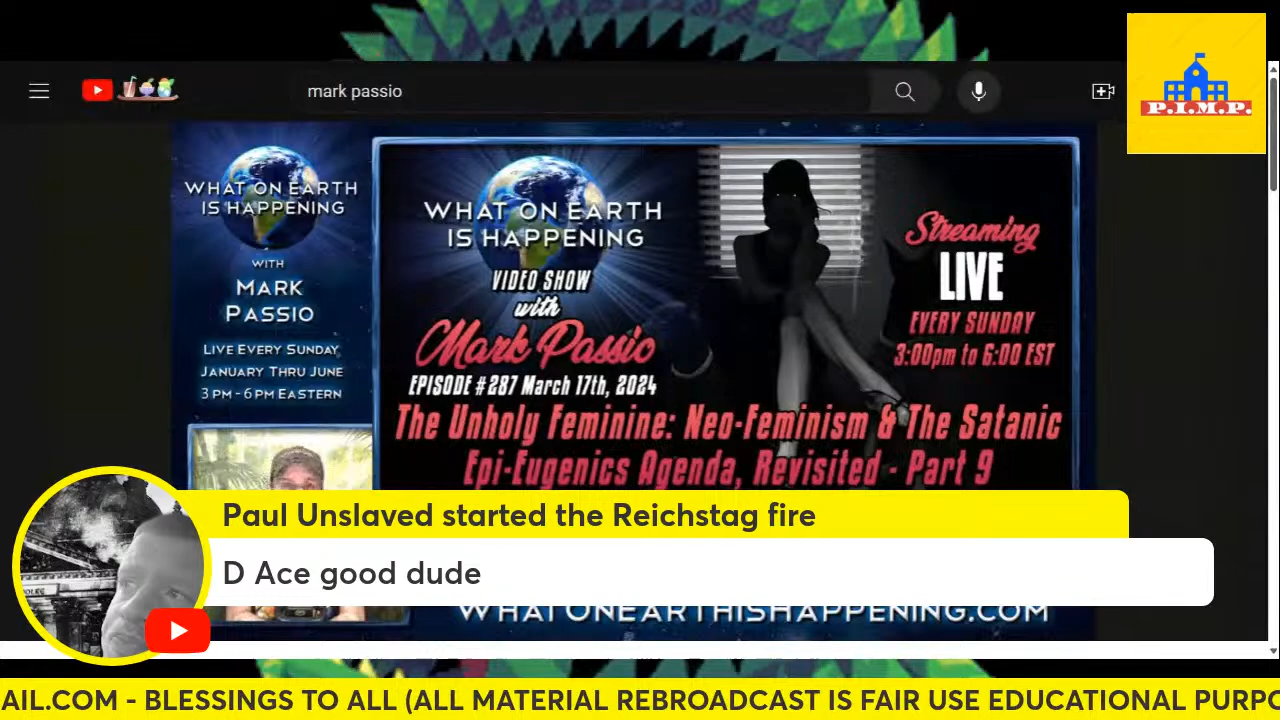 mark passio
P.I.M.P.
WHAT ON EARTH
IS HAPPENING
WITH
MARK
PASSIO
LIVE EVERY SUNDAY
JANUARY THRU JUNE
3 PM - 6 PM EASTERN
WHAT ON EARTH
IS HAPPENING
VIDEO SHOW
with
Mark Passio
EPISODE #287 March 17th, 2024
Streaming
LIVE
EVERY SUNDAY
3:00pm to 6:00 EST
The Unholy Feminine: Neo-Feminism & The Satanic
Epi-Eugenics Agenda, Revisited - Part 9
Paul Unslaved started the Reichstag fire
D Ace good dude
WHATONEARTHISHAPPENING.COM
AIL.COM - BLESSINGS TO ALL (ALL MATERIAL REBROADCAST IS FAIR USE EDUCATIONAL PURPO